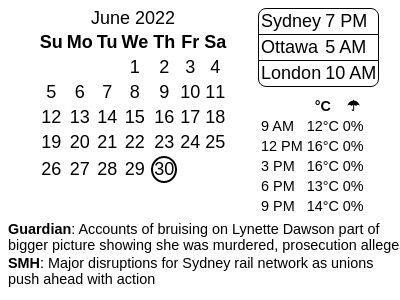 June 2022
Su Mo Tu We Th Fr Sa
1 2 3 4
5 6 7 8 9 10 11
12 13 14 15 16 17 18
19 20 21 22 23 24 25
26 27 28 29 30
Sydney 7 PM
Ottawa 5 AM
London 10 AM
°C ☂
9 AM 12°C 0%
12 PM 16°C 0%
3 PM 16°C 0%
6 PM 13°C 0%
9 PM 14°C 0%
Guardian: Accounts of bruising on Lynette Dawson part of
bigger picture showing she was murdered, prosecution allege
SMH: Major disruptions for Sydney rail network as unions
push ahead with action